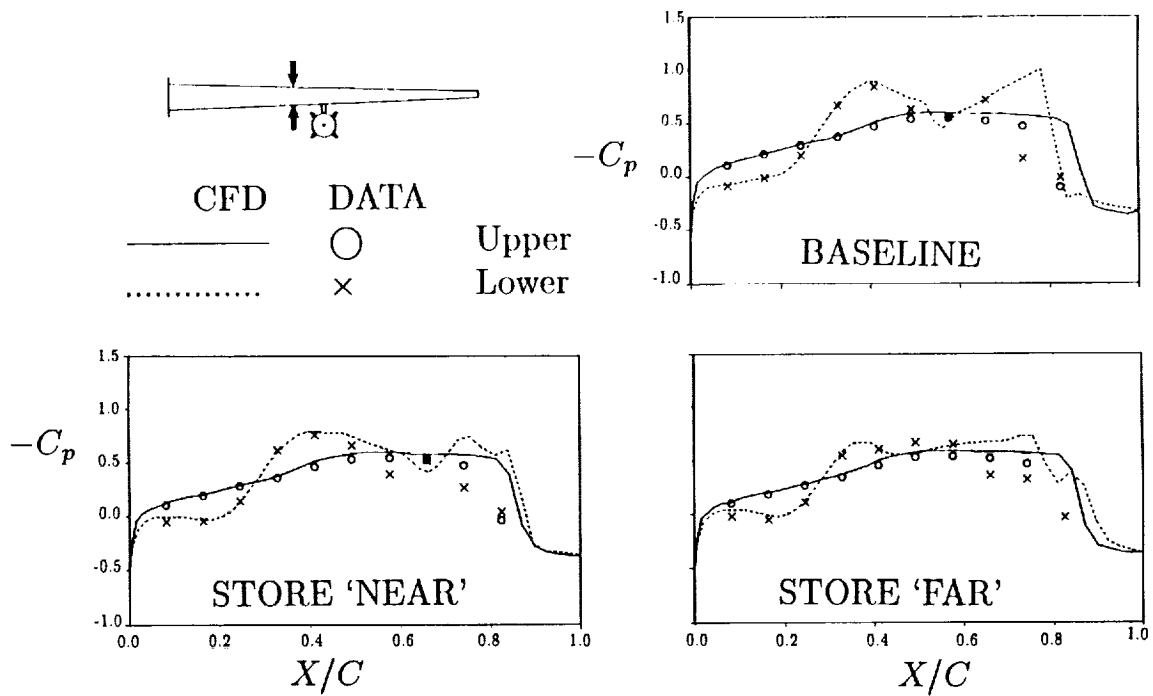 CFD DATA
Upper
Lower
1.5
1.0
0.5
0.0
-0.5
-1.0
−Cp
BASELINE
1.5
1.0
0.5
0.0
-0.5
-1.0
−Cp
STORE ‘NEAR’
0.0 0.2 0.4 0.6 0.8 1.0
X/C
STORE ‘FAR’
0.0 0.2 0.4 0.6 0.8 1.0
X/C